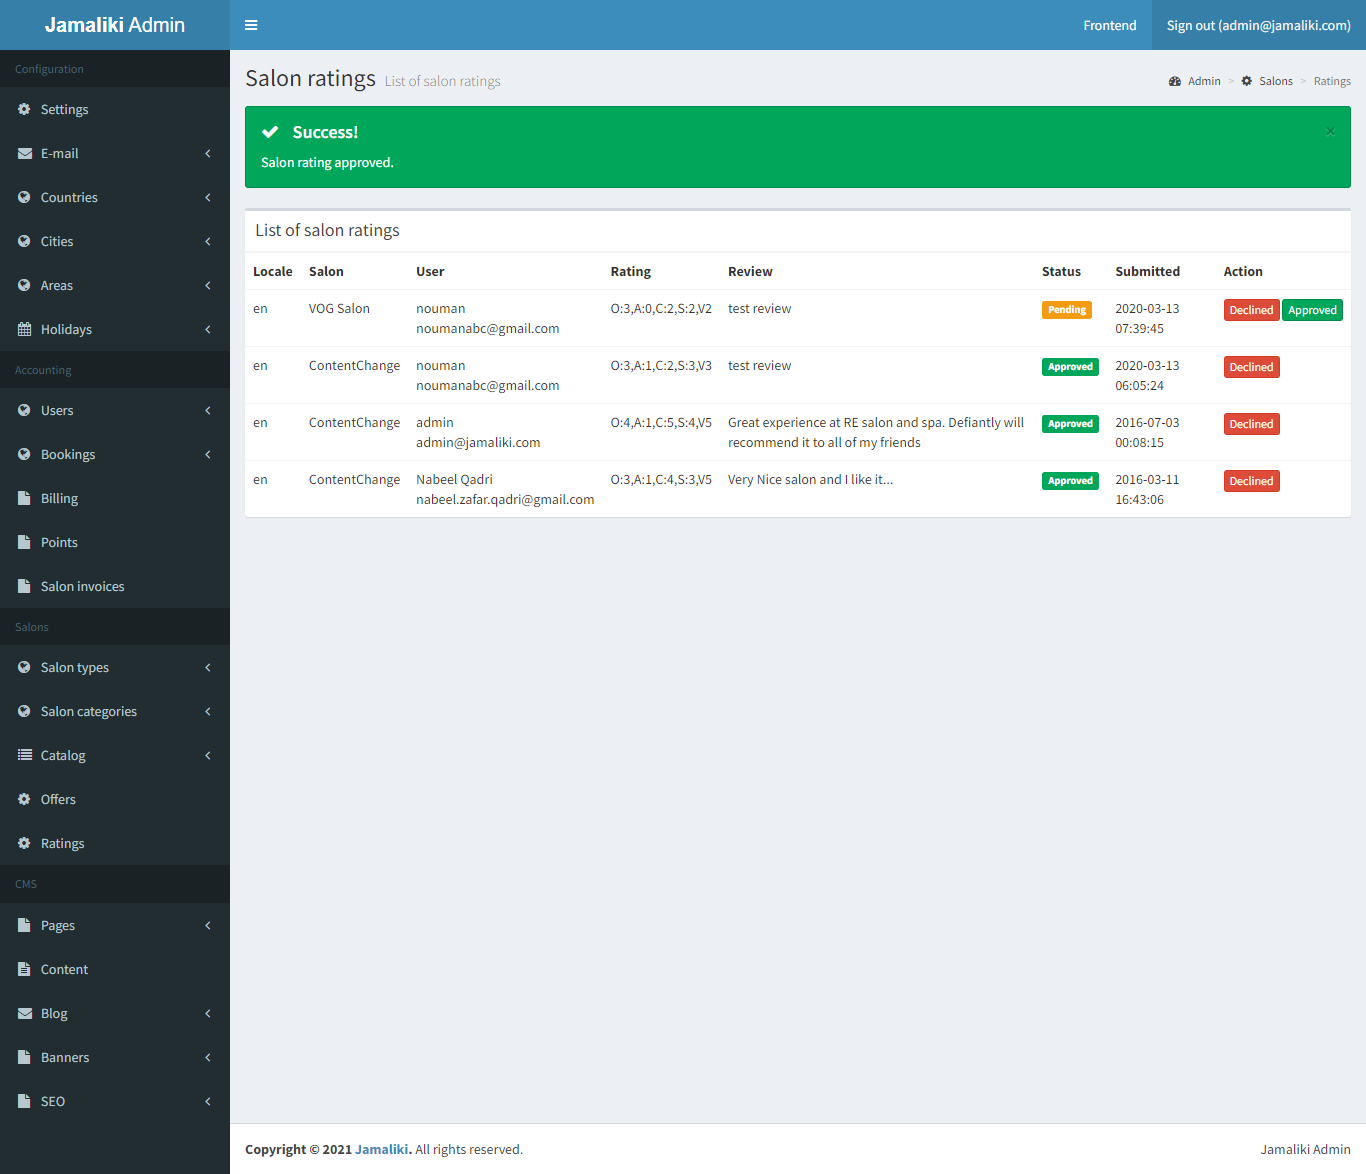 Jamaliki Admin
Frontend
Sign out (admin@jamaliki.com)
Configuration
Settings
E-mail
Countries
Cities
Areas
Holidays
Accounting
Users
Bookings
Billing
Points
Salon invoices
Salons
Salon types
Salon categories
Catalog
Offers
Ratings
CMS
Pages
Content
Blog
Banners
SEO
Salon ratings List of salon ratings
Admin > Salons > Ratings
Success!
×
Salon rating approved.
List of salon ratings
Locale Salon User Rating Review Status Submitted Action
en VOG Salon nouman O:3,A:0,C:2,S:2,V2 test review Pending 2020-03-13 Declined Approved
noumanabc@gmail.com 07:39:45
en ContentChange nouman O:3,A:1,C:2,S:3,V3 test review Approved 2020-03-13 Declined
noumanabc@gmail.com 06:05:24
en ContentChange admin O:4,A:1,C:5,S:4,V5 Great experience at RE salon and spa. Defiantly will Approved 2016-07-03 Declined
admin@jamaliki.com recommend it to all of my friends 00:08:15
en ContentChange Nabeel Qadri O:3,A:1,C:4,S:3,V5 Very Nice salon and I like it... Approved 2016-03-11 Declined
nabeel.zafar.qadri@gmail.com 16:43:06
Copyright © 2021 Jamaliki. All rights reserved.
Jamaliki Admin